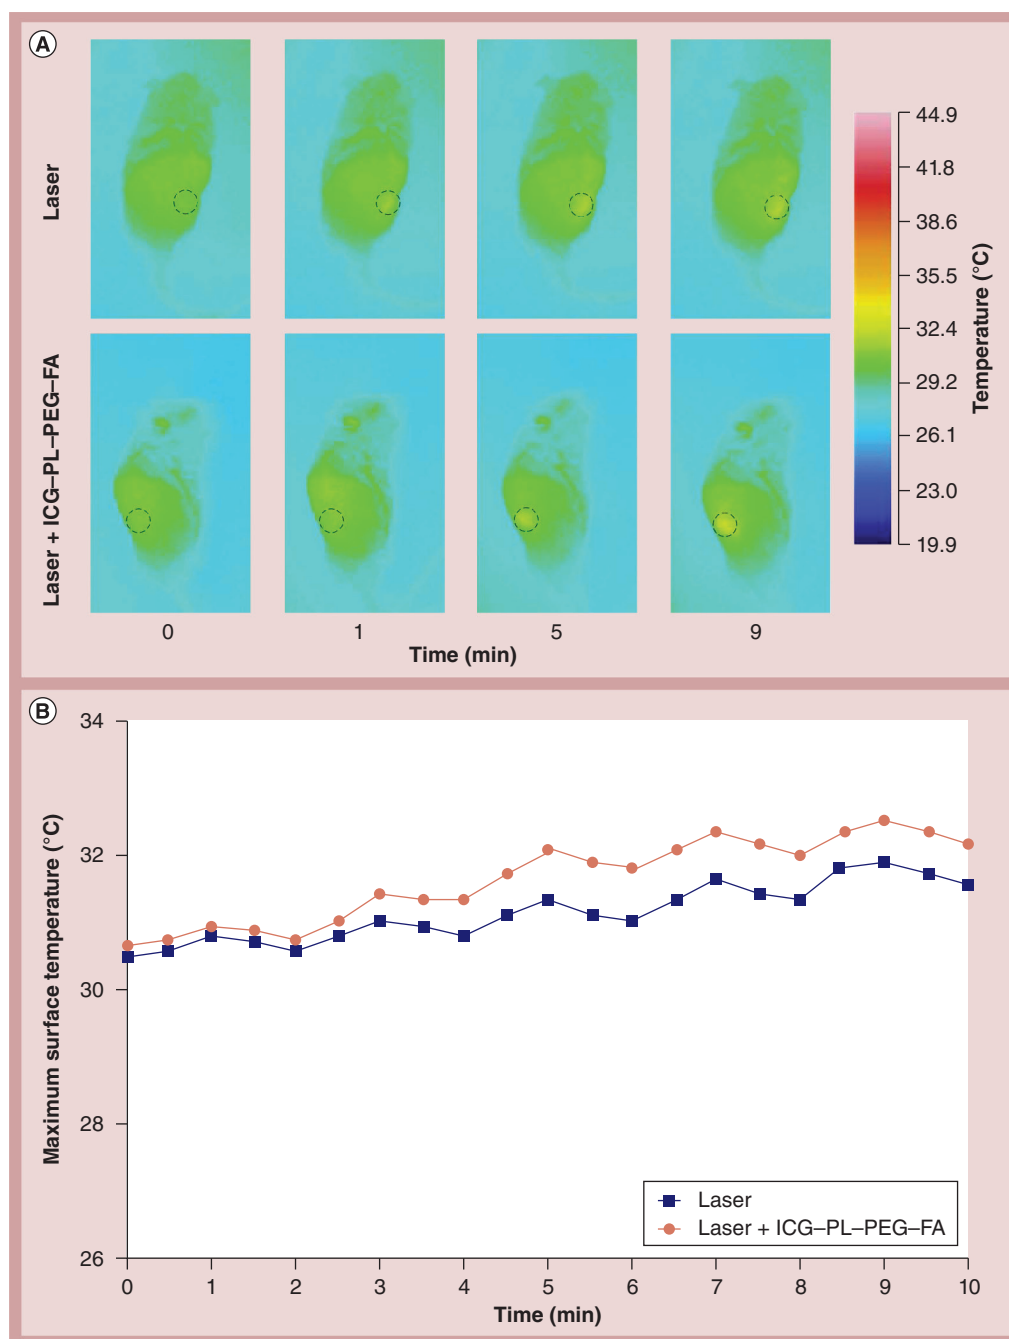 A
Laser
Laser + ICG–PL–PEG–FA
44.9
41.8
38.6
35.5
32.4
29.2
26.1
23.0
19.9
Temperature (°C)
0 1 5 9
Time (min)
B
Maximum surface temperature (°C)
34
32
30
28
26
Laser
Laser + ICG–PL–PEG–FA
0 1 2 3 4 5 6 7 8 9 10
Time (min)